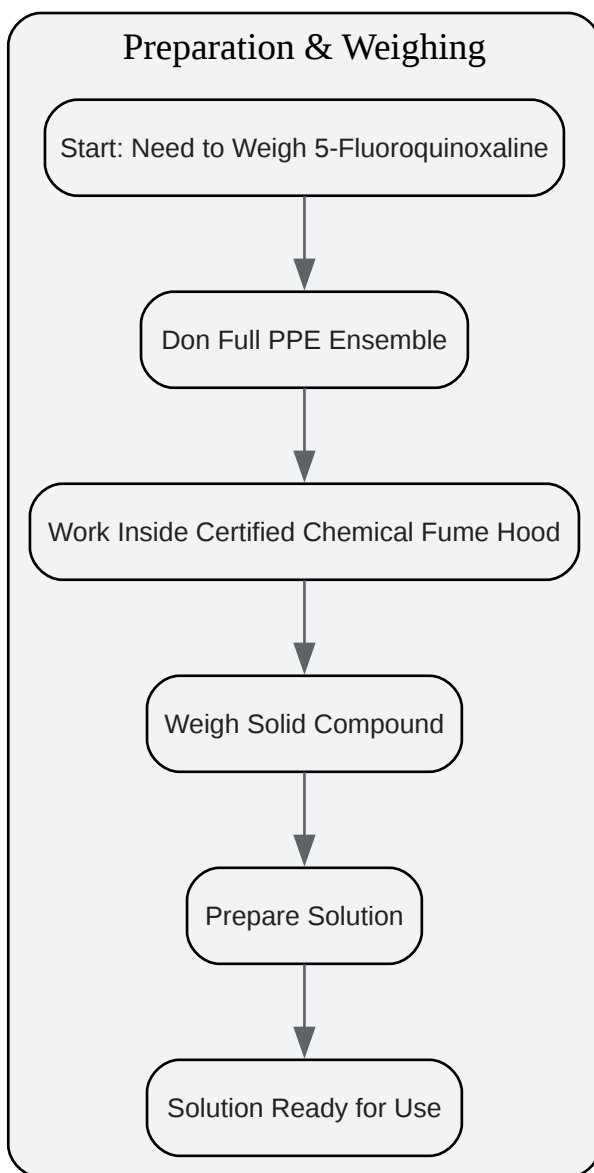 Preparation & Weighing
Start: Need to Weigh 5-Fluoroquinoxaline
Don Full PPE Ensemble
Work Inside Certified Chemical Fume Hood
Weigh Solid Compound
Prepare Solution
Solution Ready for Use